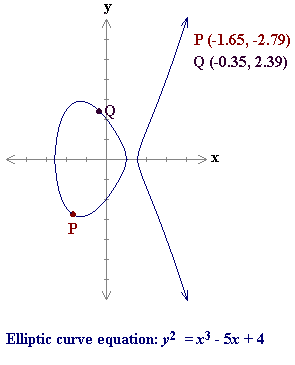 y
P (-1.65, -2.79)
Q (-0.35, 2.39)
Q
x
P
Elliptic curve equation: y² = x³ - 5x + 4